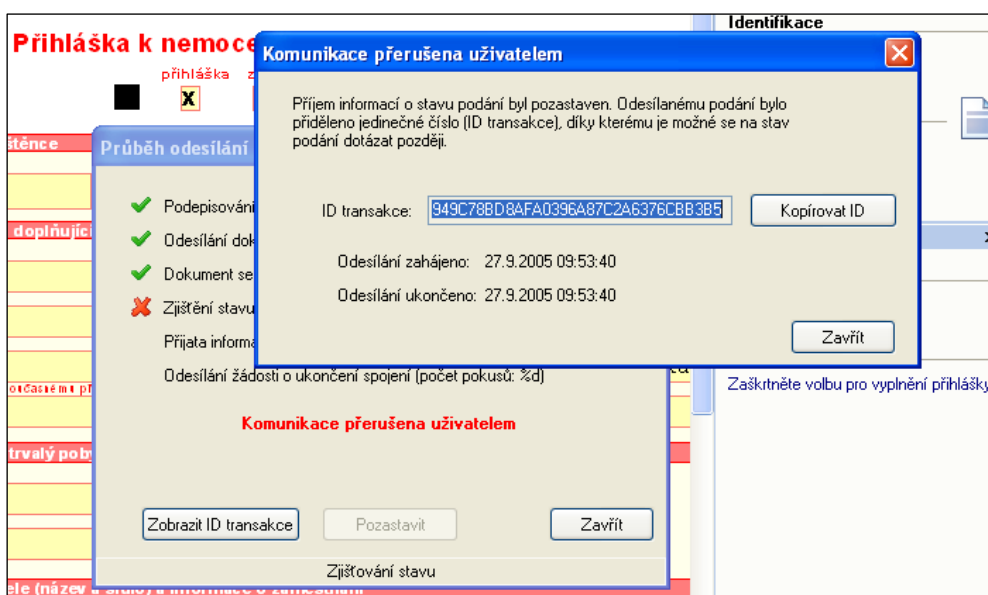 Identifikace
Přihláška k nemoce
přihláška
X
Komunikace přerušena uživatelem
Příjem informací o stavu podání byl pozastaven. Odesílanému podání bylo
přiděleno jedinečné číslo (ID transakce), díky kterému je možné se na stav
podání dotázat později.
ID transakce: 949C78BD8AFA0396A87C2A6376CBB3B5 Kopírovat ID
Odesílání zahájeno: 27.9.2005 09:53:40
Odesílání ukončeno: 27.9.2005 09:53:40
Zavřít
Průběh odesílání
Podepisování
Odesílání dok
Dokument se
Zjištění stavu
Přijata informa
Odesílání žádosti o ukončení spojení (počet pokusů: %d)
Komunikace přerušena uživatelem
Zobrazit ID transakce Pozastavit Zavřít
Zjišťování stavu
těnce
doplňující
trvalý pob
Zaškrtněte volbu pro vyplnění přihlášky